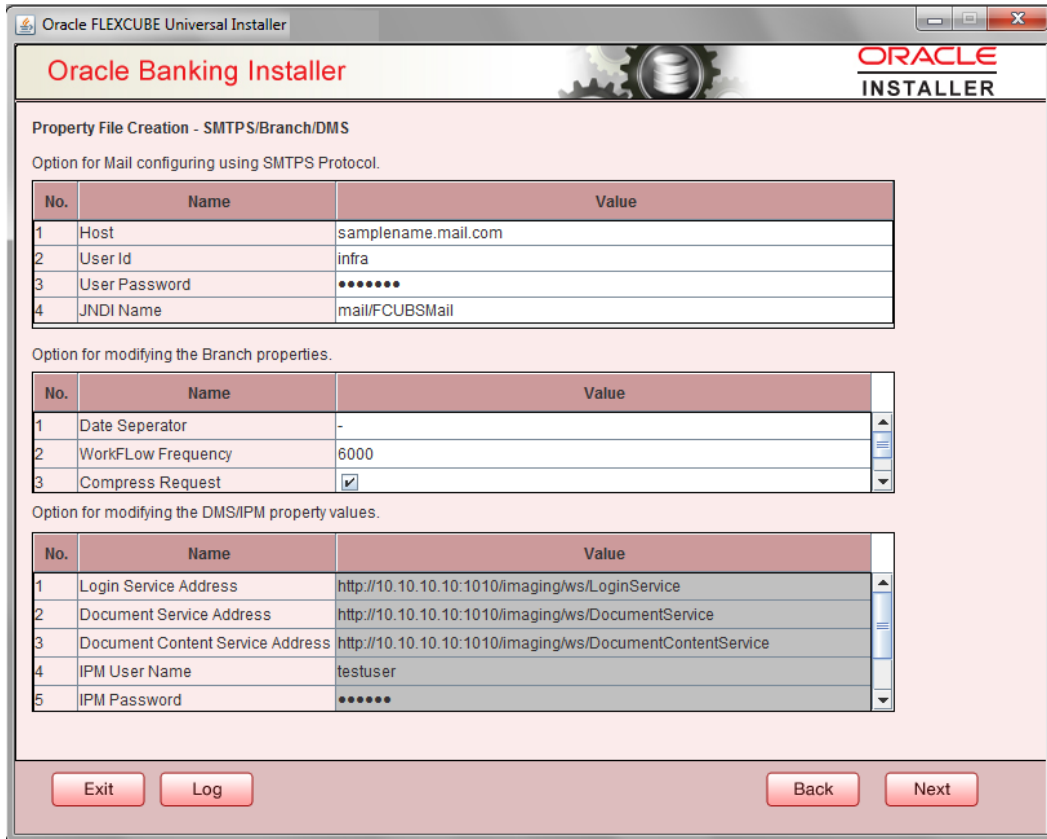 Oracle FLEXCUBE Universal Installer
Oracle Banking Installer
ORACLE
INSTALLER
Property File Creation - SMTPS/Branch/DMS
Option for Mail configuring using SMTPS Protocol.
No. Name Value
1 Host samplename.mail.com
2 User Id infra
3 User Password •••••••
4 JNDI Name mail/FCUBSMail
Option for modifying the Branch properties.
No. Name Value
1 Date Seperator -
2 WorkFLow Frequency 6000
3 Compress Request
Option for modifying the DMS/IPM property values.
No. Name Value
1 Login Service Address http://10.10.10.10:1010/imaging/ws/LoginService
2 Document Service Address http://10.10.10.10:1010/imaging/ws/DocumentService
3 Document Content Service Address http://10.10.10.10:1010/imaging/ws/DocumentContentService
4 IPM User Name testuser
5 IPM Password ••••••
Exit Log Back Next